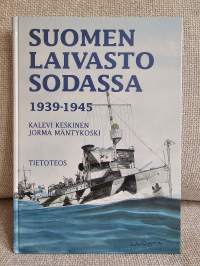 SUOMEN
LAIVASTO
SODASSA
1939-1945
KALEVI KESKINEN
JORMA MÄNTYKOSKI
TIETOTEOS